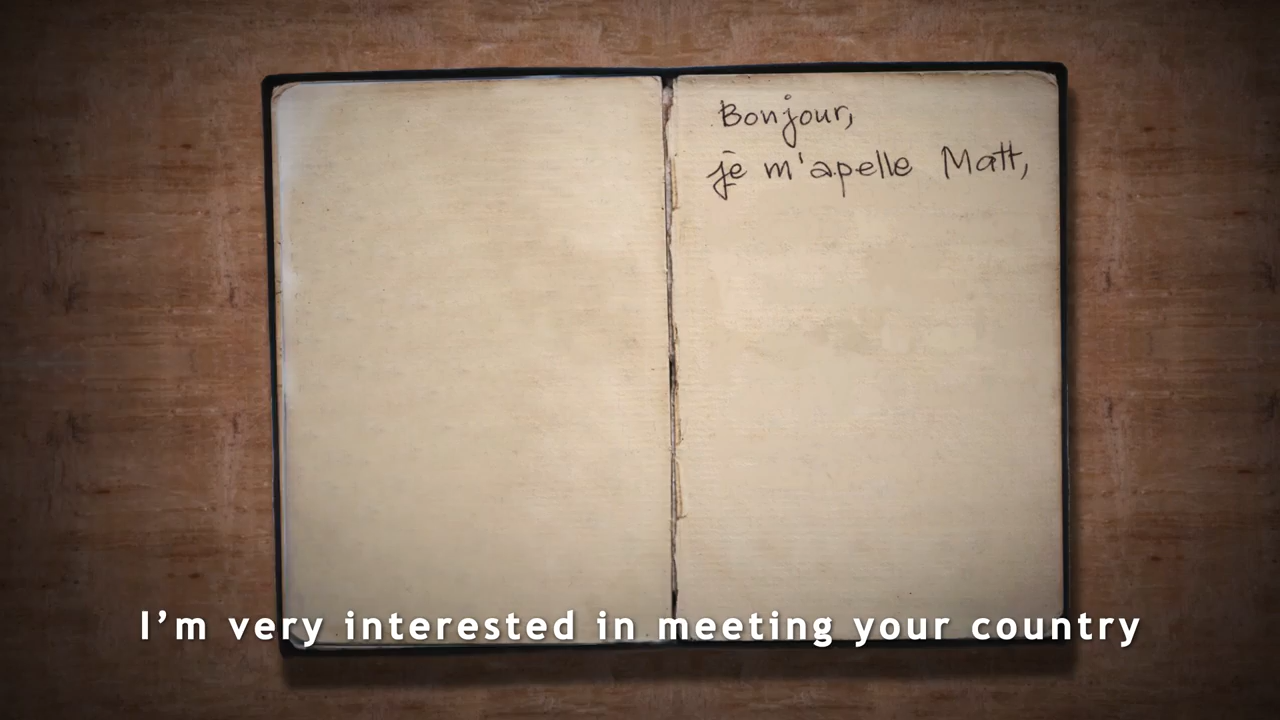 Bonjour,
je m'apelle Matt,
I'm very interested in meeting your country